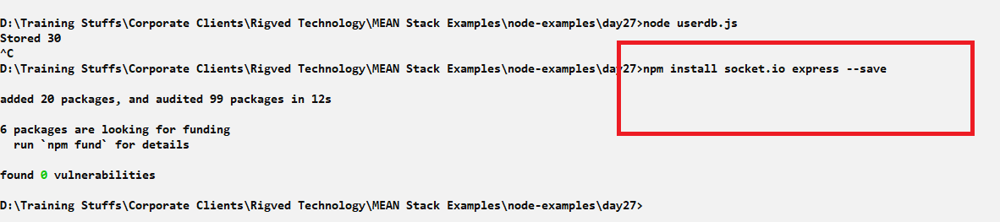 D:\Training Stuffs\Corporate Clients\Rigved Technology\MEAN Stack Examples\node-examples\day27>node userdb.js
Stored 30
^C
D:\Training Stuffs\Corporate Clients\Rigved Technology\MEAN Stack Examples\node-examples\day27>npm install socket.io express --save
added 20 packages, and audited 99 packages in 12s
6 packages are looking for funding
  run `npm fund` for details
found 0 vulnerabilities
D:\Training Stuffs\Corporate Clients\Rigved Technology\MEAN Stack Examples\node-examples\day27>